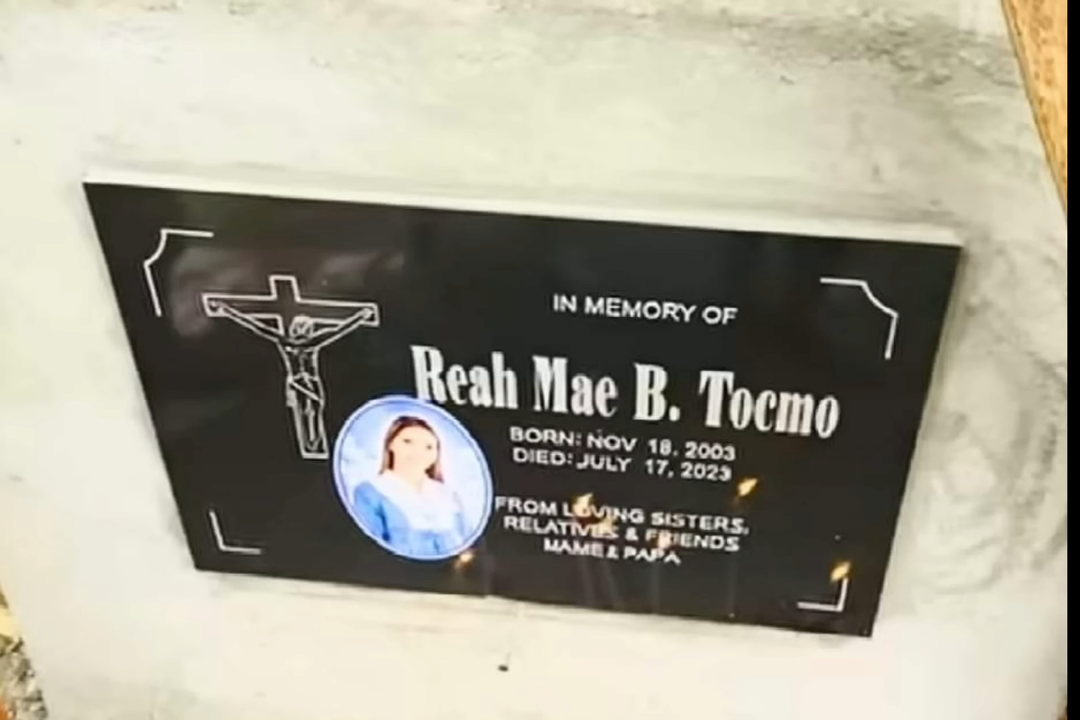 IN MEMORY OF
Reah Mae B. Tocmo
BORN: NOV 18, 2003
DIED: JULY 17, 2023
FROM LOVING SISTERS,
RELATIVES & FRIENDS
MAME & PAPA